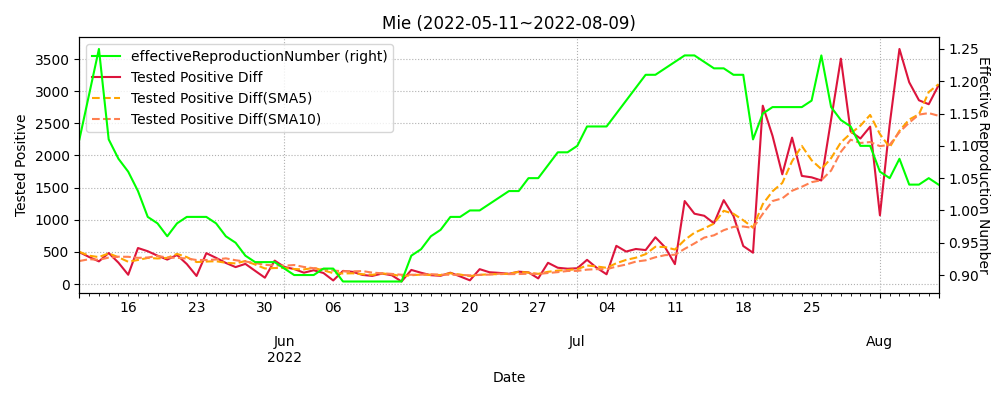 Mie (2022-05-11~2022-08-09)
effectiveReproductionNumber (right)
Tested Positive Diff
Tested Positive Diff(SMA5)
Tested Positive Diff(SMA10)
Tested Positive
3500
3000
2500
2000
1500
1000
500
0
1.25
1.20
1.15
1.10
1.05
1.00
0.95
0.90
Effective Reproduction Number
16 23 30 06 13 20 27 04 11 18 25
Jun Jul Aug
2022
Date